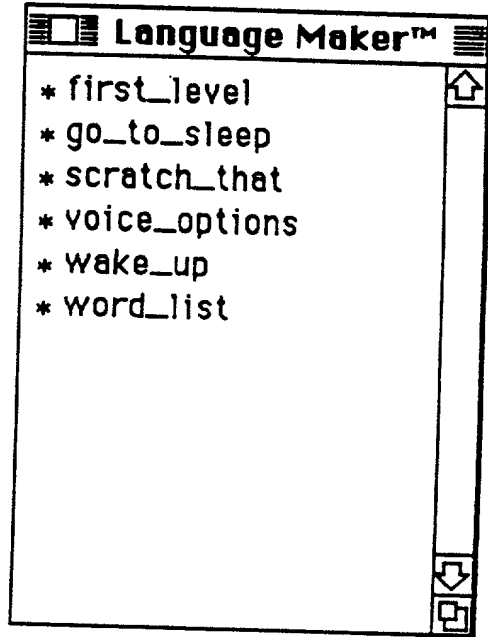 Language Maker™
* first_level
* go_to_sleep
* scratch_that
* voice_options
* wake_up
* word_list